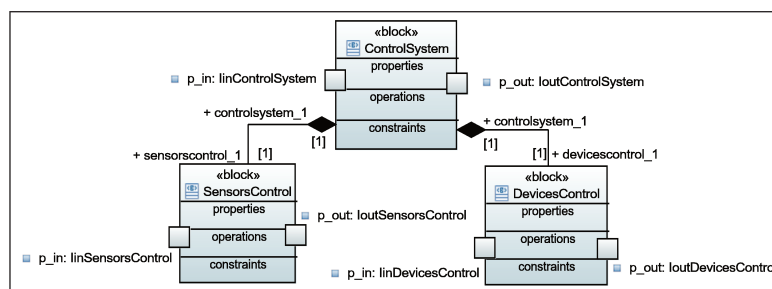 «block»
ControlSystem
properties
p_in: IinControlSystem
p_out: IoutControlSystem
operations
+ controlsystem_1
+ controlsystem_1
constraints
[1]
[1]
+ sensorscontrol_1
[1]
[1]
+ devicescontrol_1
«block»
SensorsControl
«block»
DevicesControl
properties
p_out: IoutSensorsControl
properties
operations
operations
p_in: IinSensorsControl
constraints
p_in: IinDevicesControl
constraints
p_out: IoutDevicesControl